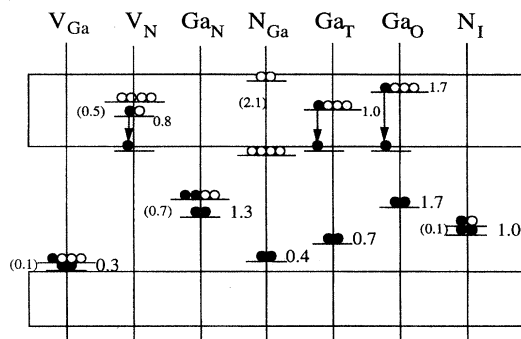 V_Ga V_N Ga_N N_Ga Ga_T Ga_O N_I
(0.5) 0.8 (2.1) 1.0 1.7
(0.7) 1.3 1.7
(0.1) 0.3 0.4 0.7 (0.1) 1.0